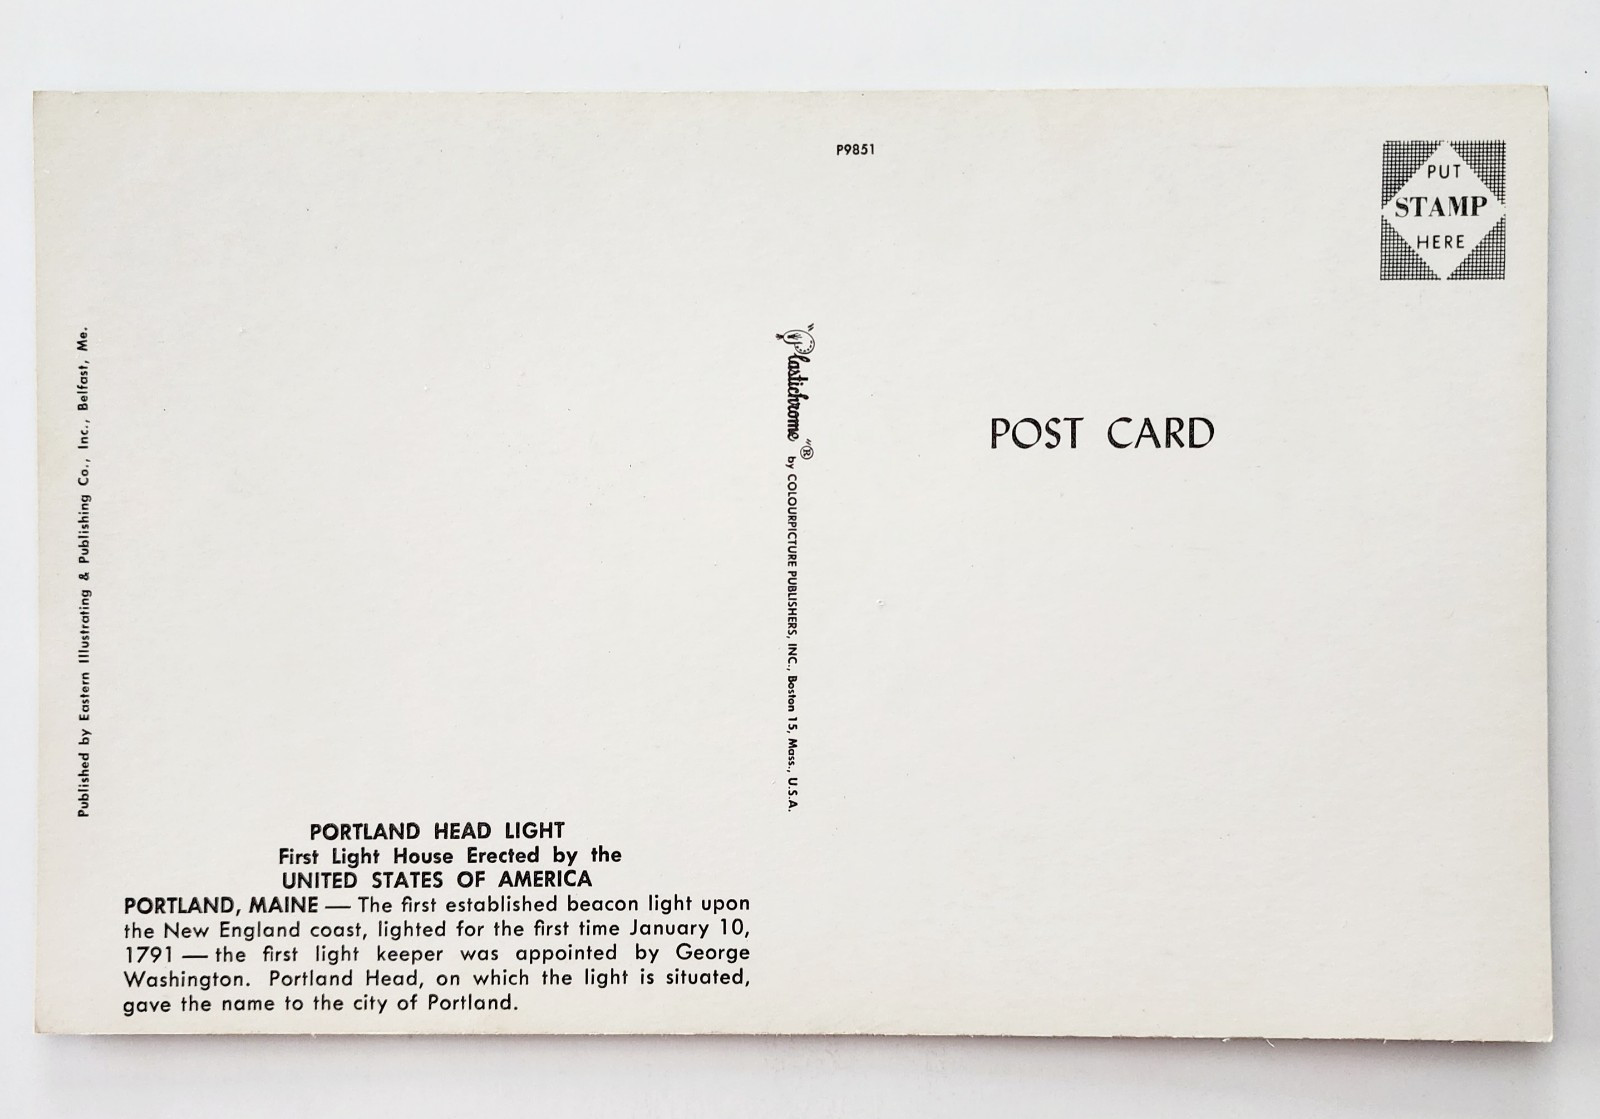 P9851
PUT
STAMP
HERE
Published by Eastern Illustrating & Publishing Co., Inc., Belfast, Me.
"Plastichrome"® by COLOURPICTURE PUBLISHERS, INC., Boston 15, Mass., U.S.A.
POST CARD
PORTLAND HEAD LIGHT
First Light House Erected by the
UNITED STATES OF AMERICA
PORTLAND, MAINE — The first established beacon light upon
the New England coast, lighted for the first time January 10,
1791 — the first light keeper was appointed by George
Washington. Portland Head, on which the light is situated,
gave the name to the city of Portland.